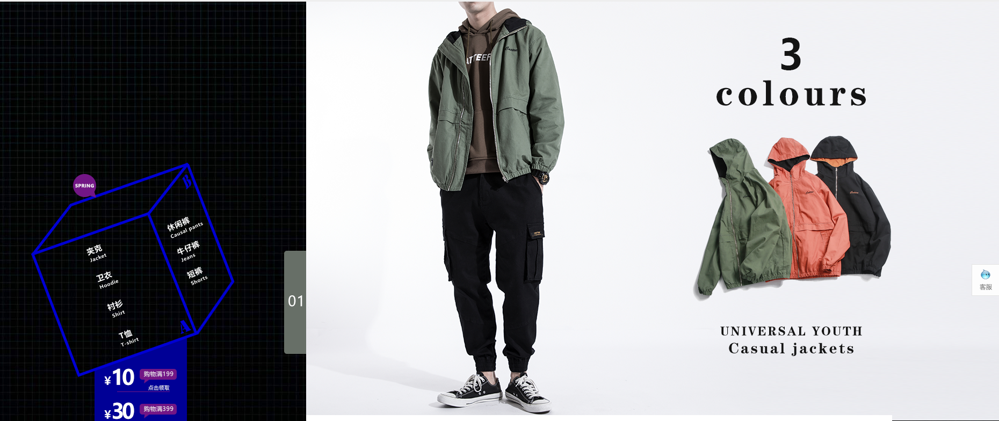 SPRING
B
休闲裤
Causal pants
牛仔裤
Jeans
短裤
Shorts
夹克
Jacket
卫衣
Hoodie
衬衫
Shirt
T恤
T-shirt
A
¥10
购物满199
点击领取
¥30
购物满399
01
ATTEEF
Cattee
3
colours
UNIVERSAL YOUTH
Casual jackets
客服